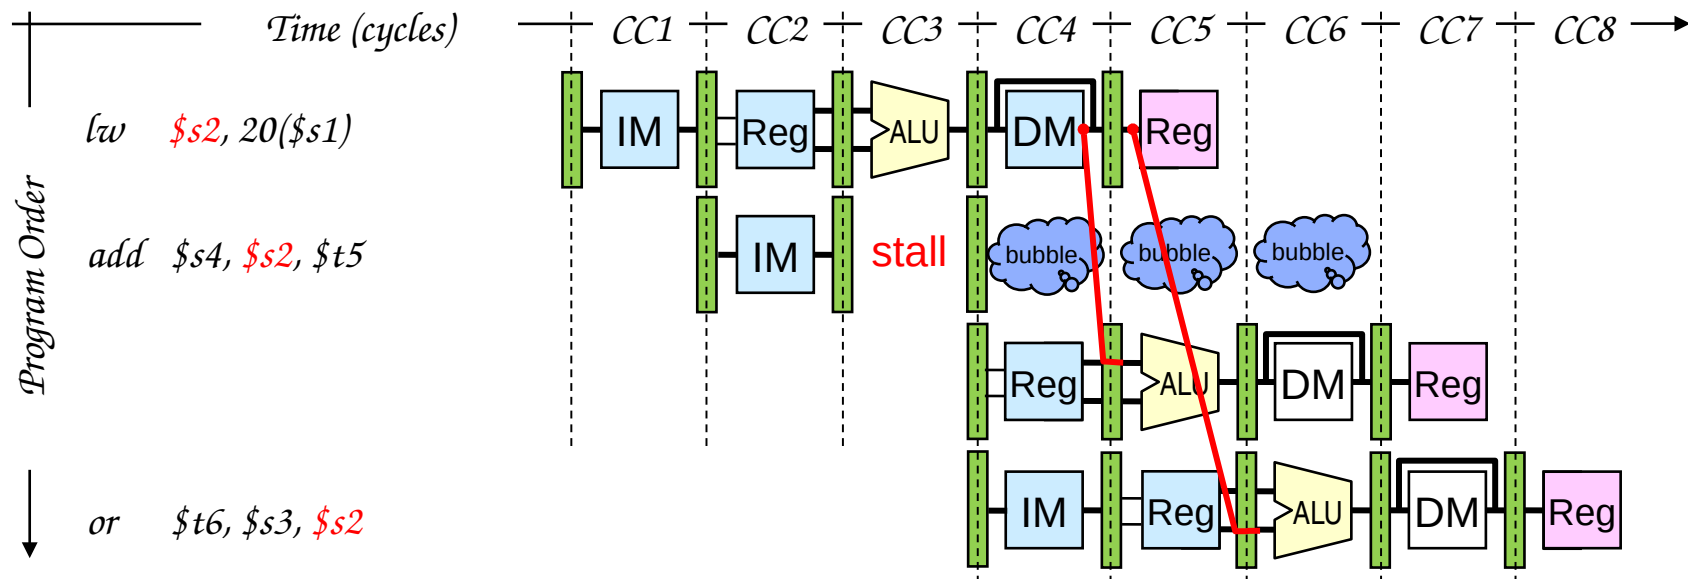 Time (cycles) CC1 CC2 CC3 CC4 CC5 CC6 CC7 CC8
Program Order
lw $s2, 20($s1) IM Reg ALU DM Reg
add $s4, $s2, $t5 IM stall bubble bubble bubble
Reg ALU DM Reg
or $t6, $s3, $s2 IM Reg ALU DM Reg